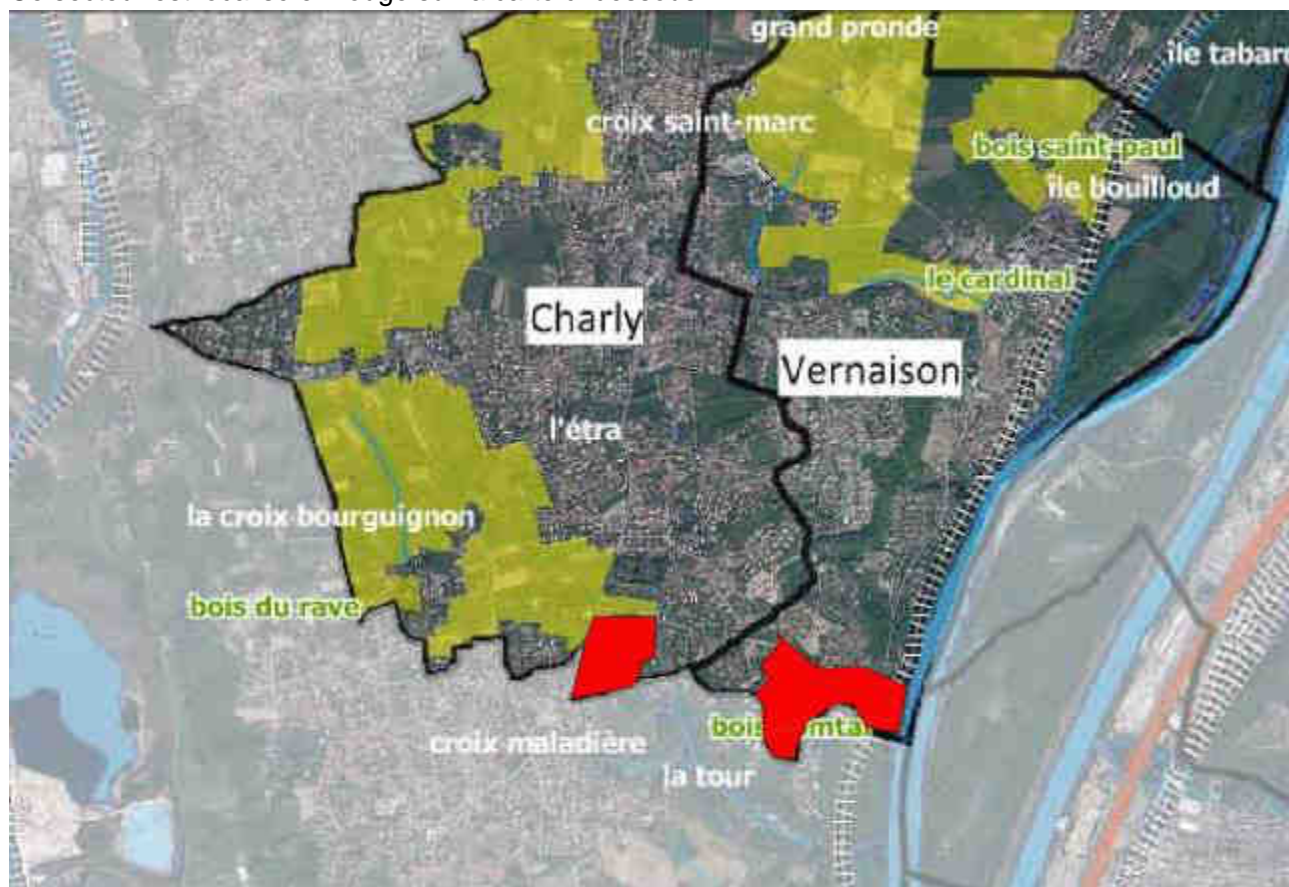 grand pronde
île tabard
croix saint-marc
bois saint-paul
île bouilloud
le cardinal
Charly
Vernaison
l'étra
la croix bourguignon
bois du rave
croix maladière
la tour